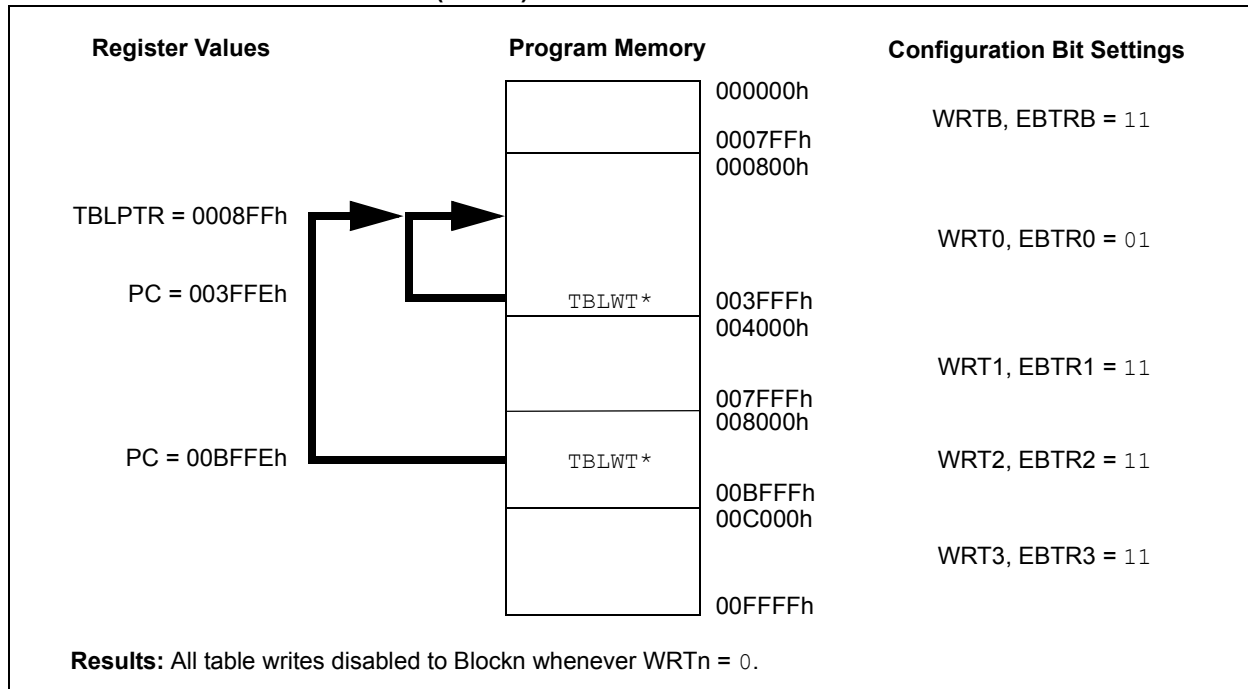 Register Values Program Memory Configuration Bit Settings
000000h
WRTB, EBTRB = 11
0007FFh
000800h
TBLPTR = 0008FFh
WRT0, EBTR0 = 01
PC = 003FFEh TBLWT* 003FFFh
004000h
WRT1, EBTR1 = 11
007FFFh
008000h
PC = 00BFFEh TBLWT* WRT2, EBTR2 = 11
00BFFFh
00C000h
WRT3, EBTR3 = 11
00FFFFh
Results: All table writes disabled to Blockn whenever WRTn = 0.